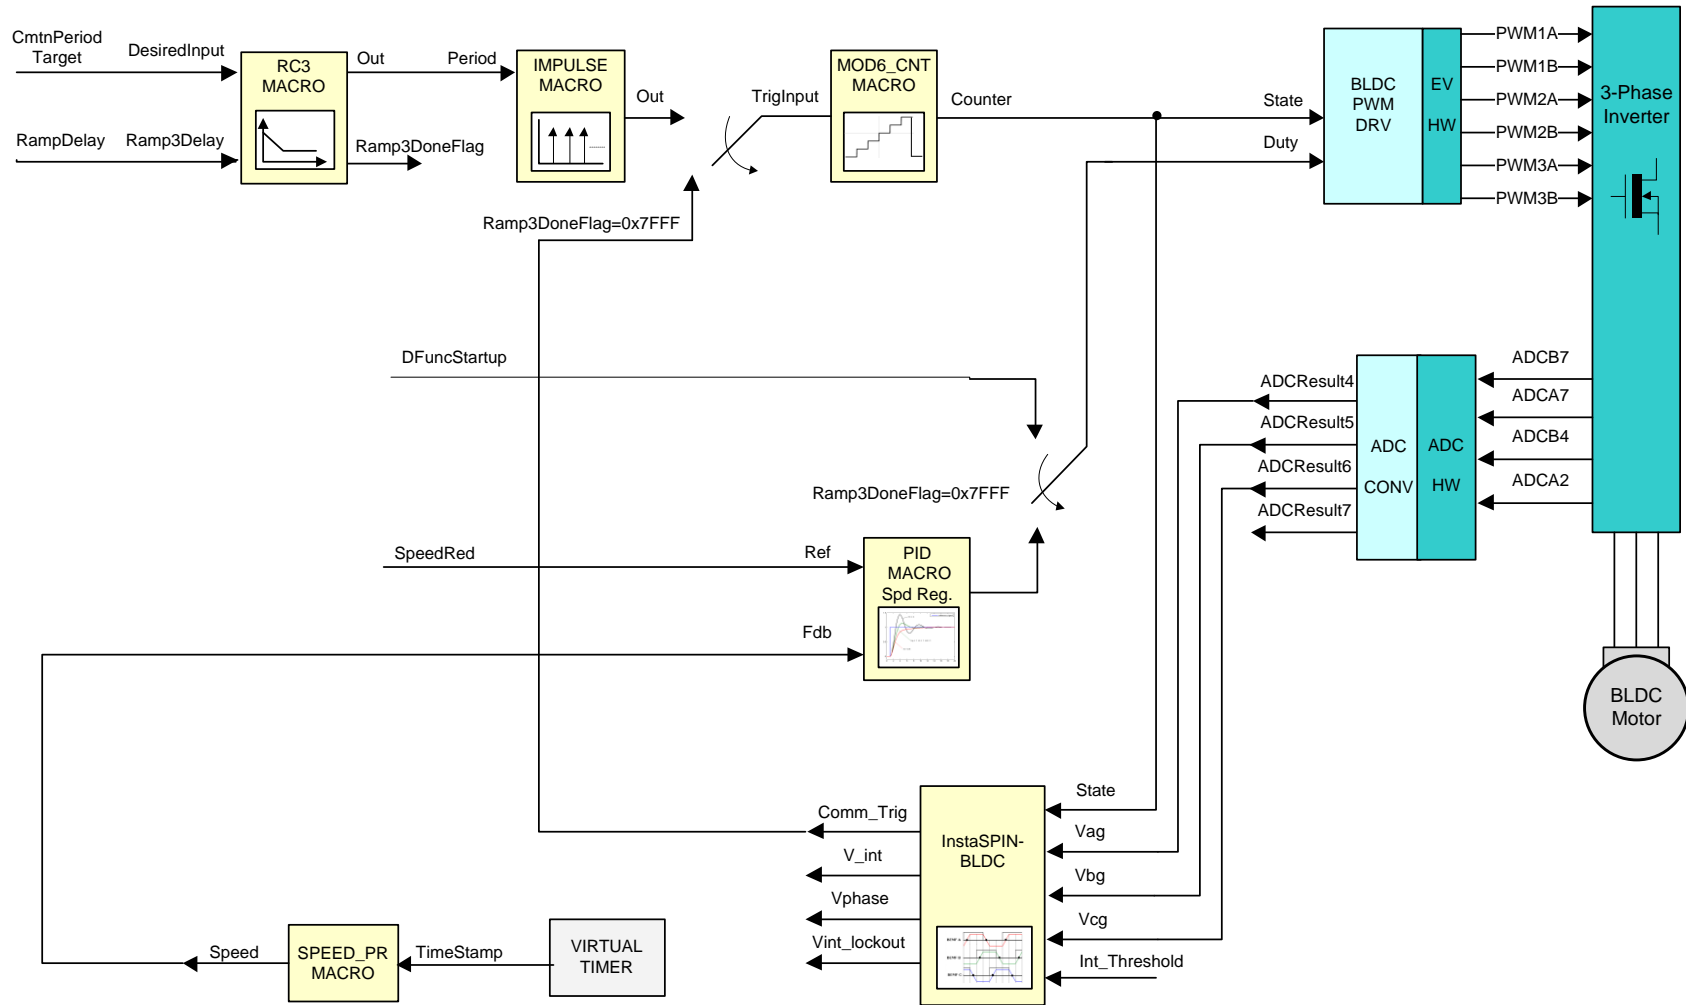 CmtnPeriod
Target
DesiredInput
RC3
MACRO
Out
Period
IMPULSE
MACRO
Out
TrigInput
MOD6_CNT
MACRO
Counter
State
Duty
BLDC
PWM
DRV
EV
HW
PWM1A
PWM1B
PWM2A
PWM2B
PWM3A
PWM3B
3-Phase
Inverter
RampDelay
Ramp3Delay
Ramp3DoneFlag
Ramp3DoneFlag=0x7FFF
DFuncStartup
Ramp3DoneFlag=0x7FFF
SpeedRed
Ref
Fdb
PID
MACRO
Spd Reg.
ADCResult4
ADCResult5
ADCResult6
ADCResult7
ADC
CONV
ADC
HW
ADCB7
ADCA7
ADCB4
ADCA2
BLDC
Motor
Comm_Trig
V_int
Vphase
Vint_lockout
InstaSPIN-
BLDC
State
Vag
Vbg
Vcg
Int_Threshold
Speed
SPEED_PR
MACRO
TimeStamp
VIRTUAL
TIMER